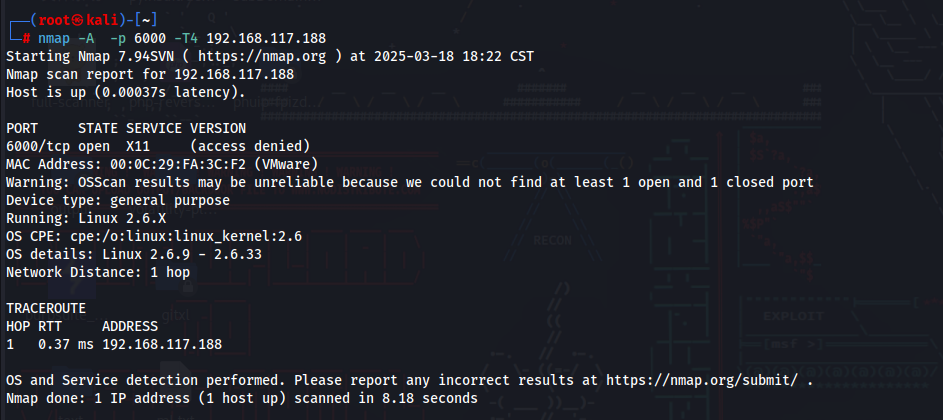 ┌──(root㉿kali)-[~]
└─# nmap -A  -p 6000 -T4 192.168.117.188
Starting Nmap 7.94SVN ( https://nmap.org ) at 2025-03-18 18:22 CST
Nmap scan report for 192.168.117.188
Host is up (0.00037s latency).

PORT     STATE SERVICE VERSION
6000/tcp open  X11     (access denied)
MAC Address: 00:0C:29:FA:3C:F2 (VMware)
Warning: OSScan results may be unreliable because we could not find at least 1 open and 1 closed port
Device type: general purpose
Running: Linux 2.6.X
OS CPE: cpe:/o:linux:linux_kernel:2.6
OS details: Linux 2.6.9 - 2.6.33
Network Distance: 1 hop
RECON

TRACEROUTE
HOP RTT     ADDRESS
1   0.37 ms 192.168.117.188
EXPLOIT

OS and Service detection performed. Please report any incorrect results at https://nmap.org/submit/ .
Nmap done: 1 IP address (1 host up) scanned in 8.18 seconds